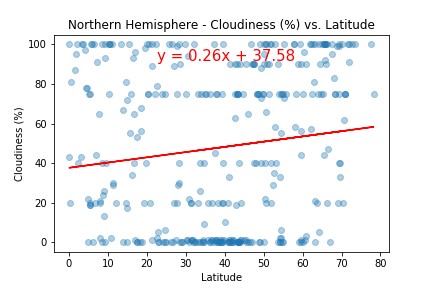 Northern Hemisphere - Cloudiness (%) vs. Latitude
y = 0.26x + 37.58
Cloudiness (%)
100
80
60
40
20
0
0 10 20 30 40 50 60 70 80
Latitude